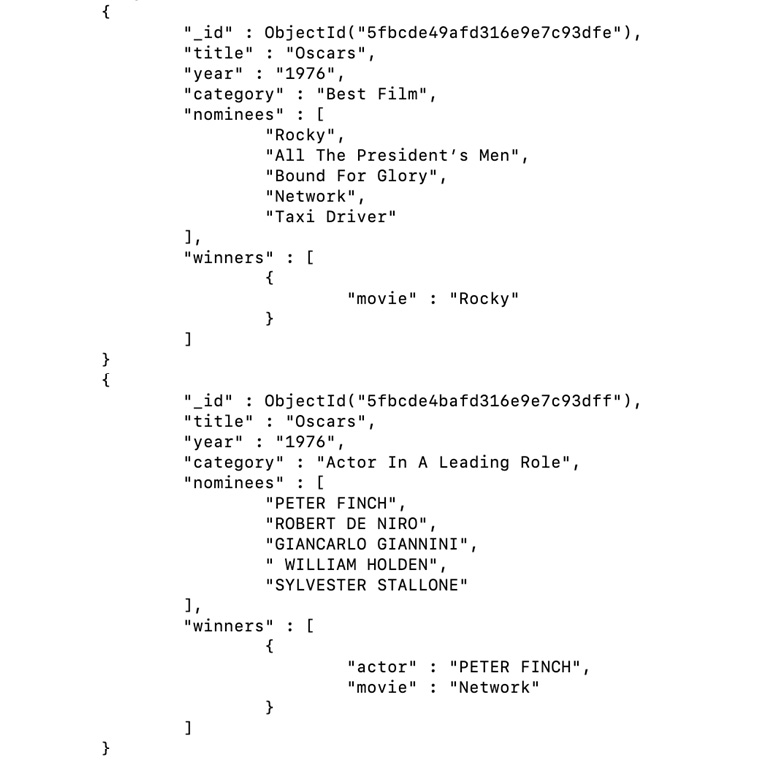 {
"_id" : ObjectId("5fbcde49afd316e9e7c93dfe"),
"title" : "Oscars",
"year" : "1976",
"category" : "Best Film",
"nominees" : [
"Rocky",
"All The President’s Men",
"Bound For Glory",
"Network",
"Taxi Driver"
],
"winners" : [
{
"movie" : "Rocky"
}
]
}
{
"_id" : ObjectId("5fbcde4bafd316e9e7c93dff"),
"title" : "Oscars",
"year" : "1976",
"category" : "Actor In A Leading Role",
"nominees" : [
"PETER FINCH",
"ROBERT DE NIRO",
"GIANCARLO GIANNINI",
" WILLIAM HOLDEN",
"SYLVESTER STALLONE"
],
"winners" : [
{
"actor" : "PETER FINCH",
"movie" : "Network"
}
]
}